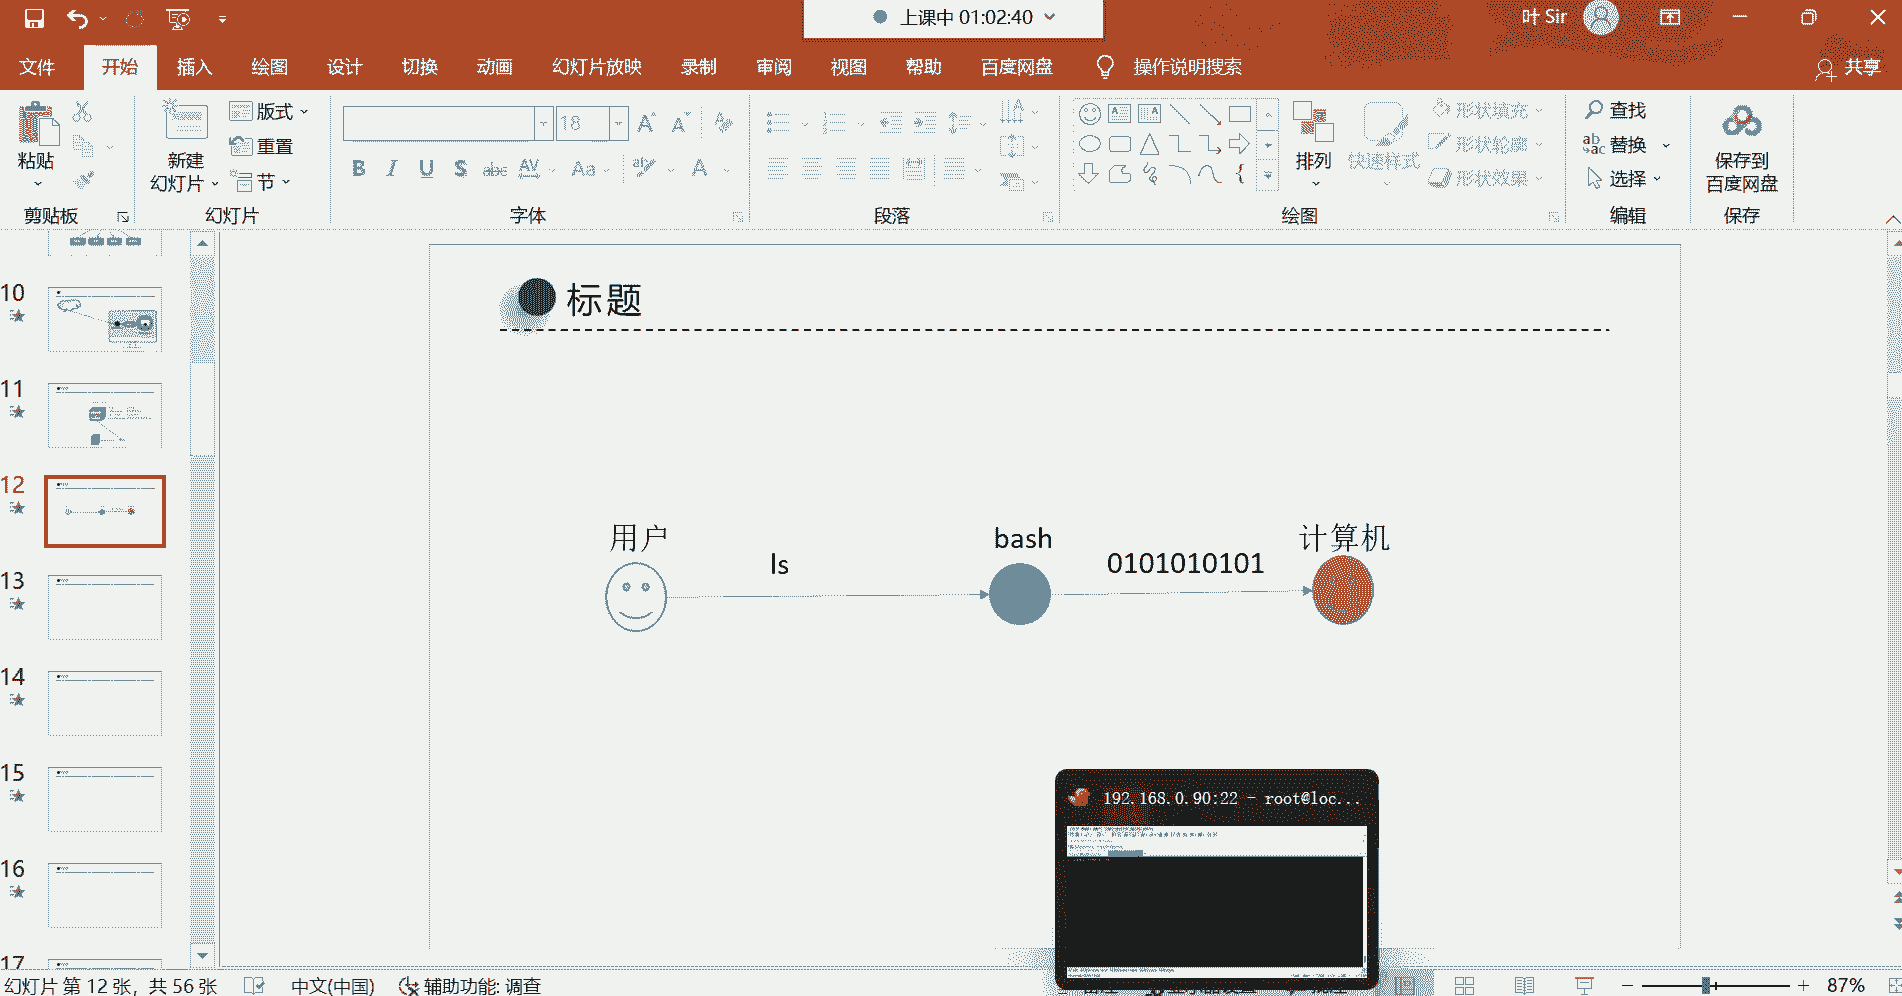 上课中 01:02:40
叶 Sir
文件 开始 插入 绘图 设计 切换 动画 幻灯片放映 录制 审阅 视图 帮助 百度网盘 操作说明搜索 共享
粘贴
剪贴板
新建
幻灯片
版式
重置
节
幻灯片
18
B I U S abc AV Aa A
字体
段落
排列
快速样式
形状填充
形状轮廓
形状效果
绘图
查找
替换
选择
编辑
保存到
百度网盘
保存
10
11
12
13
14
15
16
17
标题
用户
ls
bash
0101010101
计算机
192.168.0.90:22 - root@loc...
幻灯片 第 12 张，共 56 张 中文(中国) 辅助功能: 调查
87%